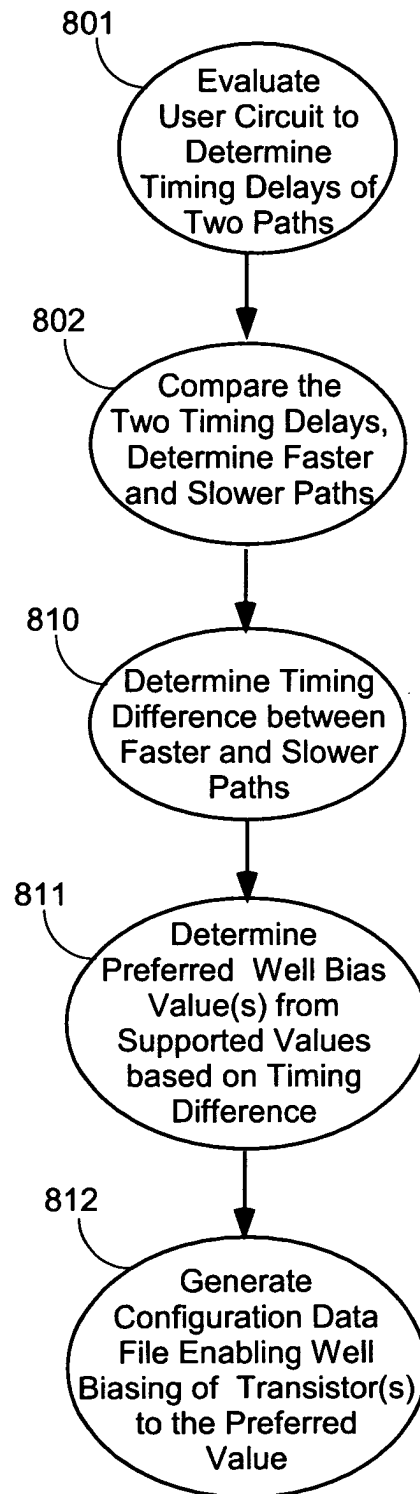 801
Evaluate
User Circuit to
Determine
Timing Delays of
Two Paths
802
Compare the
Two Timing Delays,
Determine Faster
and Slower Paths
810
Determine Timing
Difference between
Faster and Slower
Paths
811
Determine
Preferred Well Bias
Value(s) from
Supported Values
based on Timing
Difference
812
Generate
Configuration Data
File Enabling Well
Biasing of Transistor(s)
to the Preferred
Value